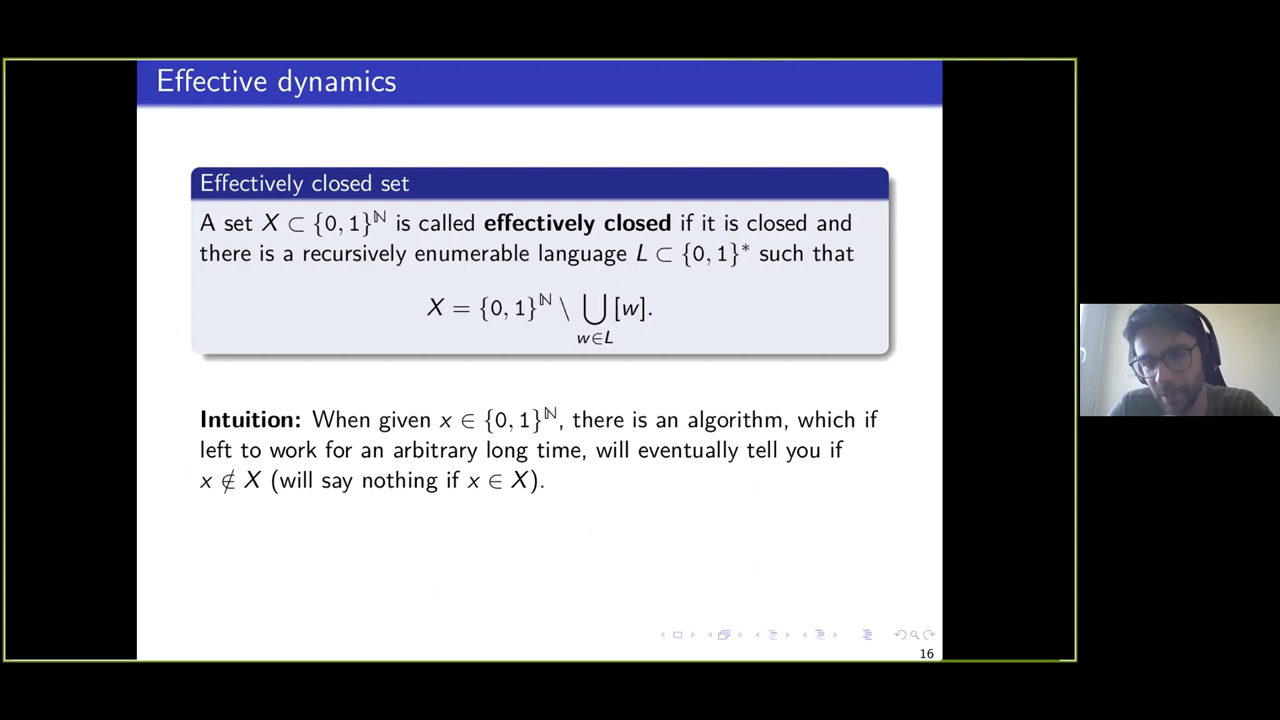 Effective dynamics
Effectively closed set
A set X ⊂ {0, 1}^ℕ is called effectively closed if it is closed and
there is a recursively enumerable language L ⊂ {0, 1}* such that
X = {0, 1}^ℕ \ ⋃_{w∈L} [w].
Intuition: When given x ∈ {0, 1}^ℕ, there is an algorithm, which if
left to work for an arbitrary long time, will eventually tell you if
x ∉ X (will say nothing if x ∈ X).
16